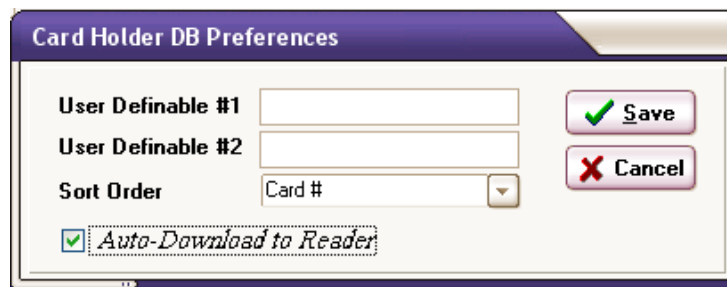 Card Holder DB Preferences
User Definable #1
Save
User Definable #2
Sort Order
Card #
Cancel
Auto-Download to Reader